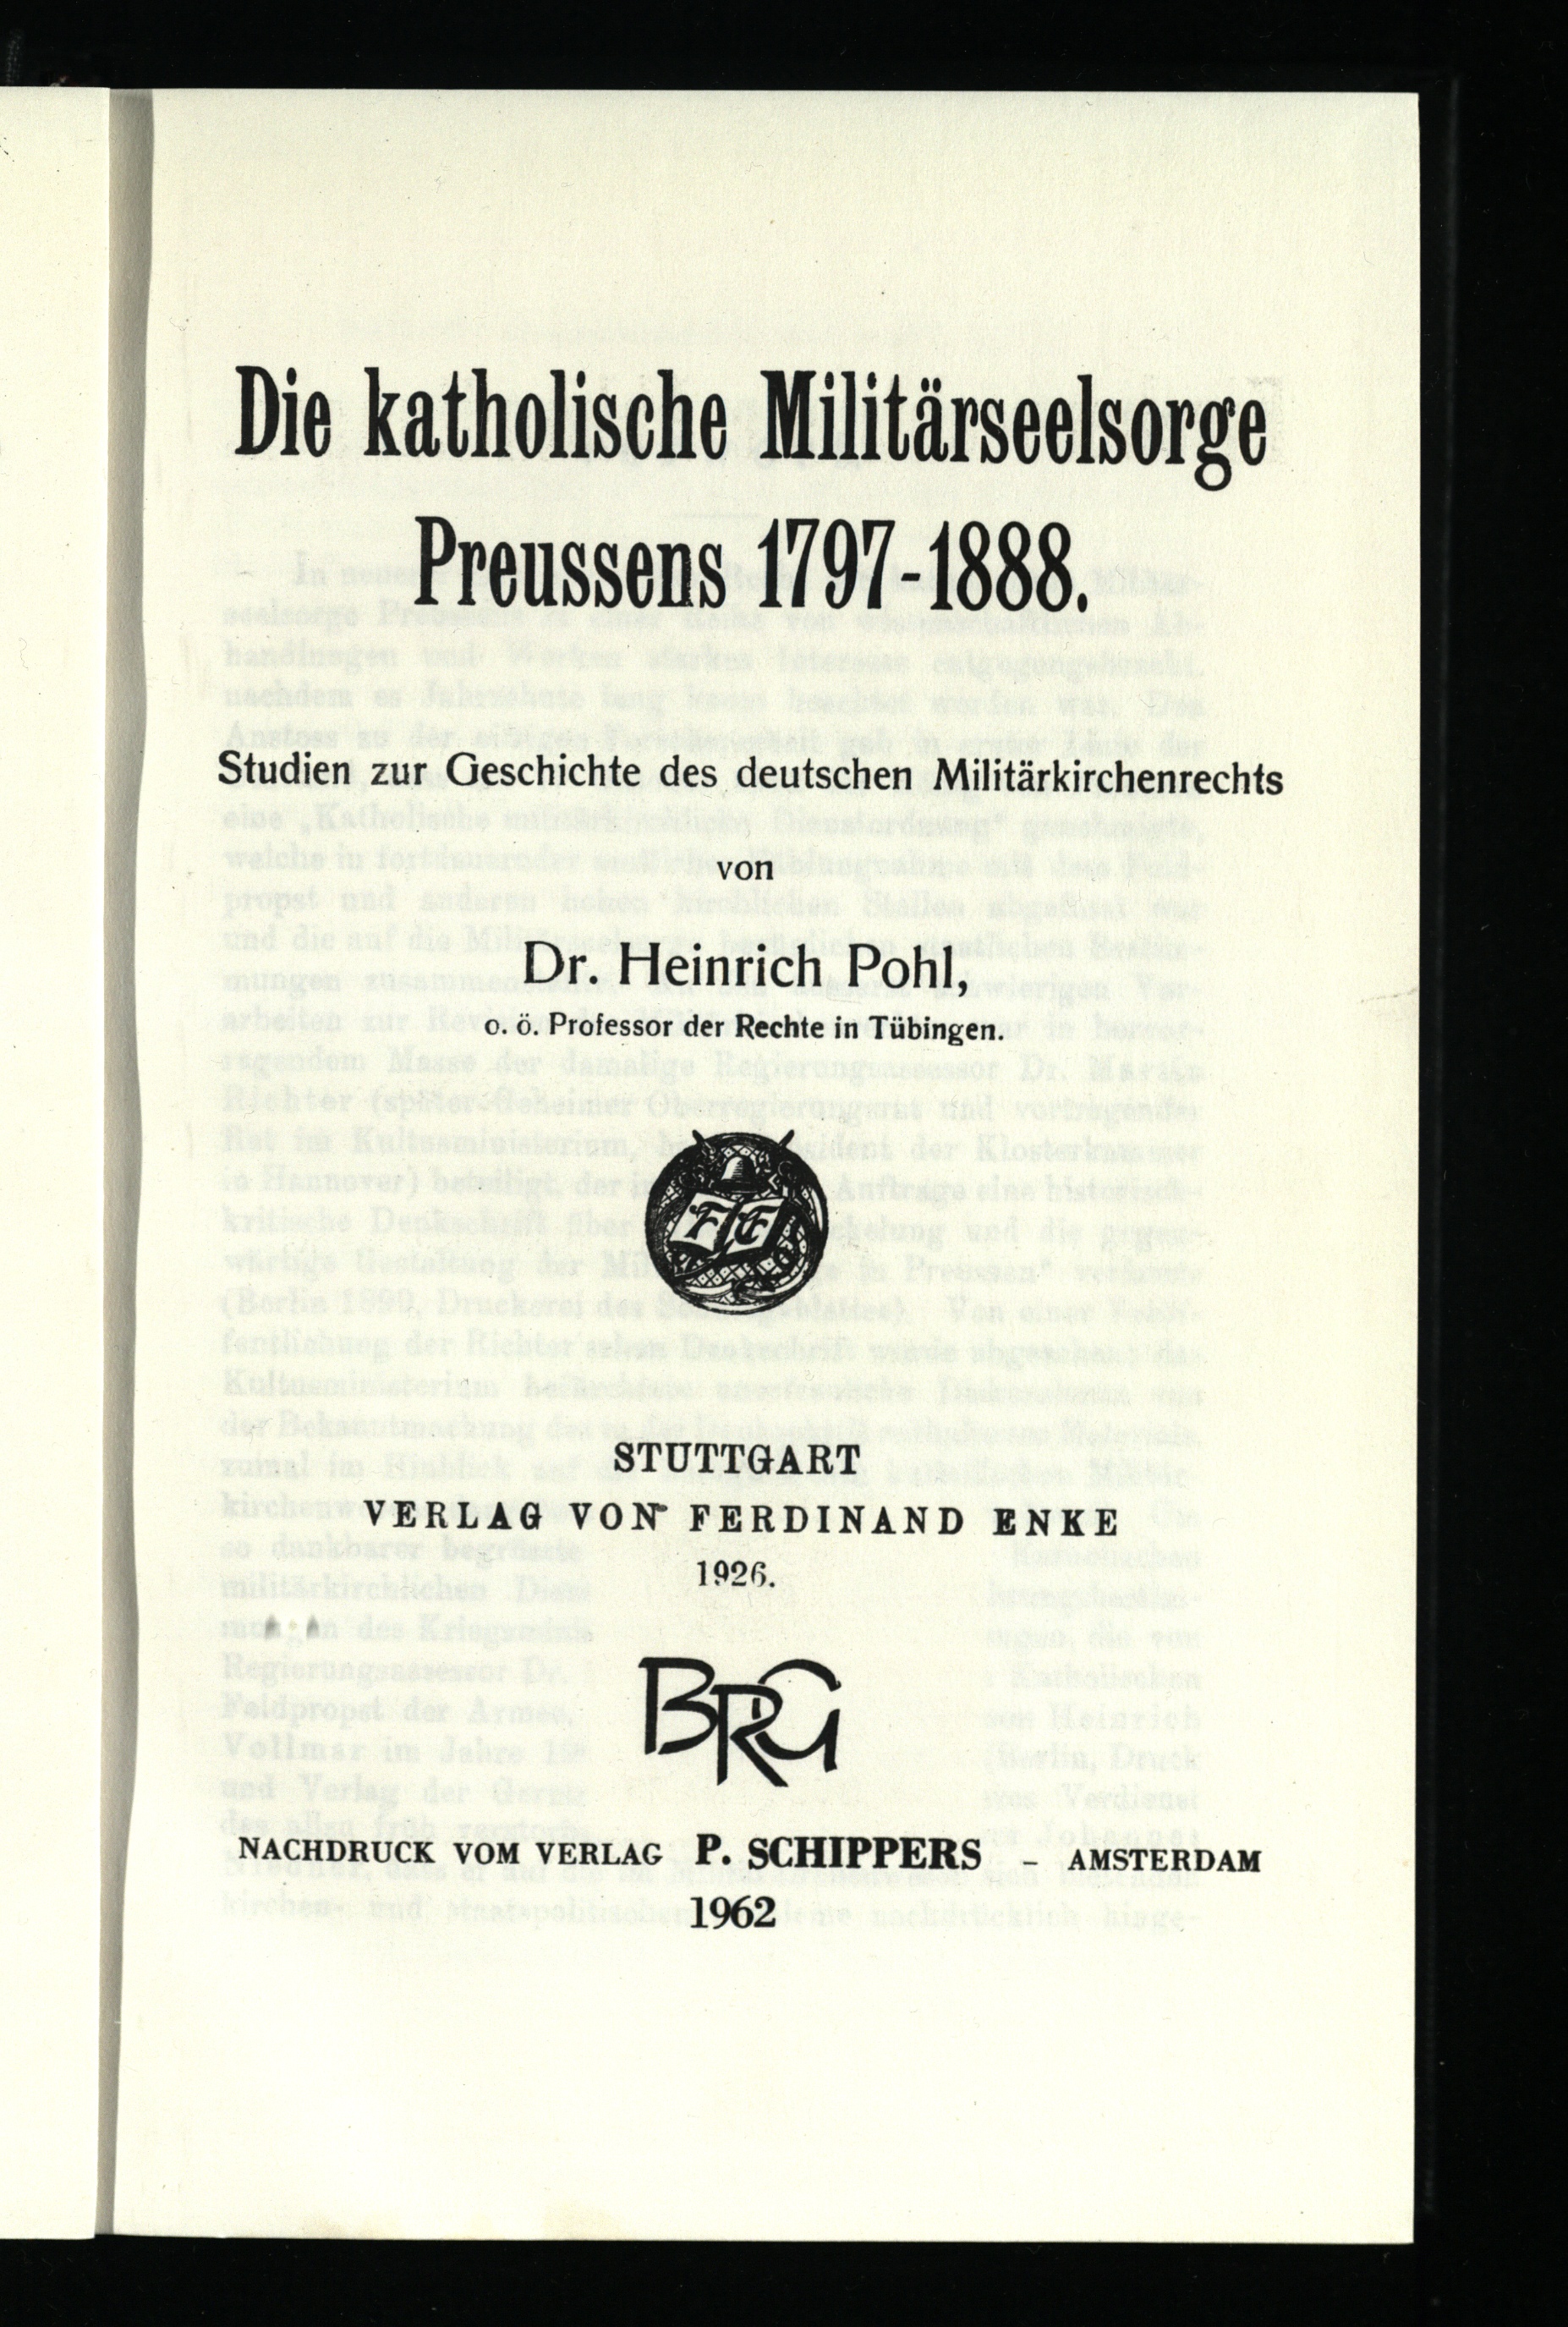 Die katholische Militärseelsorge
Preussens 1797-1888.
Studien zur Geschichte des deutschen Militärkirchenrechts
von
Dr. Heinrich Pohl,
o. ö. Professor der Rechte in Tübingen.
F E
STUTTGART
VERLAG VON FERDINAND ENKE
1926.
BRG
NACHDRUCK VOM VERLAG P. SCHIPPERS – AMSTERDAM
1962